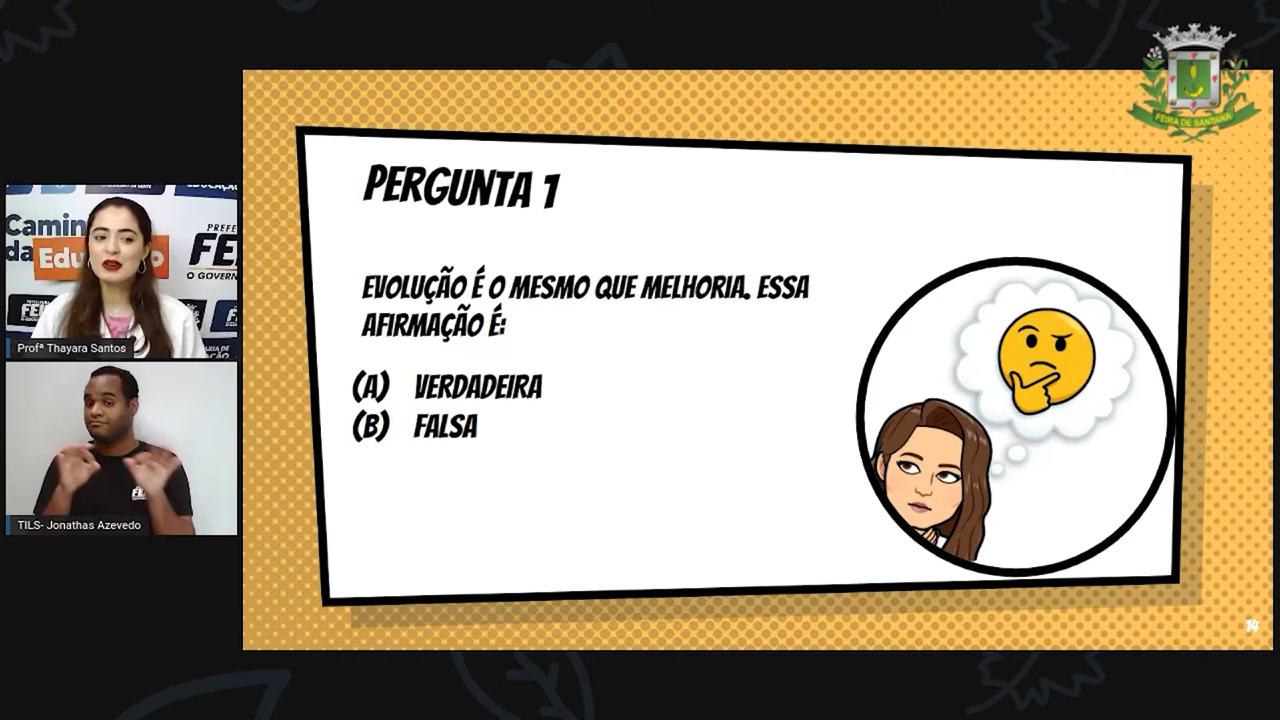 PERGUNTA 1
EVOLUÇÃO É O MESMO QUE MELHORIA. ESSA
AFIRMAÇÃO É:
(A) VERDADEIRA
(B) FALSA
14
FEIRA DE SANTANA
Profª Thayara Santos
TILS- Jonathas Azevedo